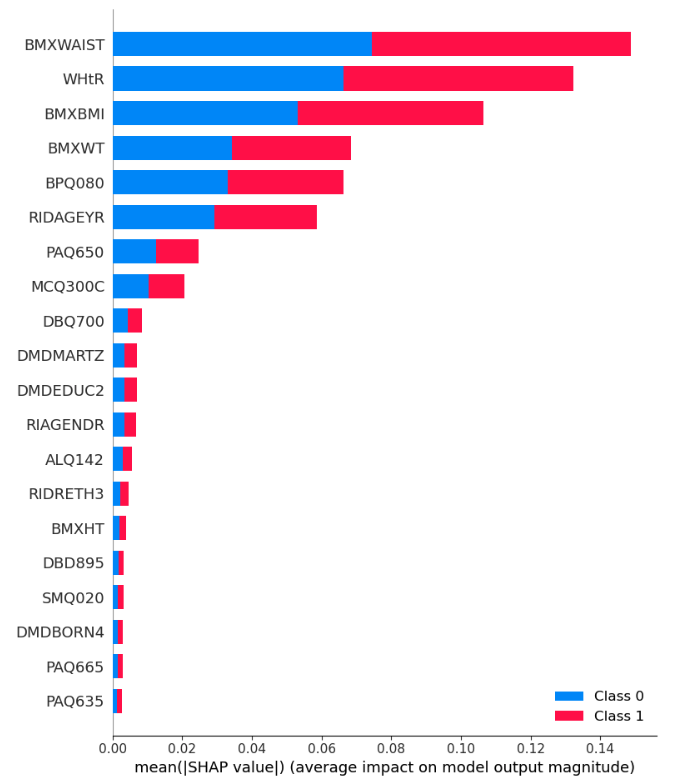 BMXWAIST
WHtR
BMXBMI
BMXWT
BPQ080
RIDAGEYR
PAQ650
MCQ300C
DBQ700
DMDMARTZ
DMDEDUC2
RIAGENDR
ALQ142
RIDRETH3
BMXHT
DBD895
SMQ020
DMDBORN4
PAQ665
PAQ635
Class 0
Class 1
0.00 0.02 0.04 0.06 0.08 0.10 0.12 0.14
mean(|SHAP value|) (average impact on model output magnitude)